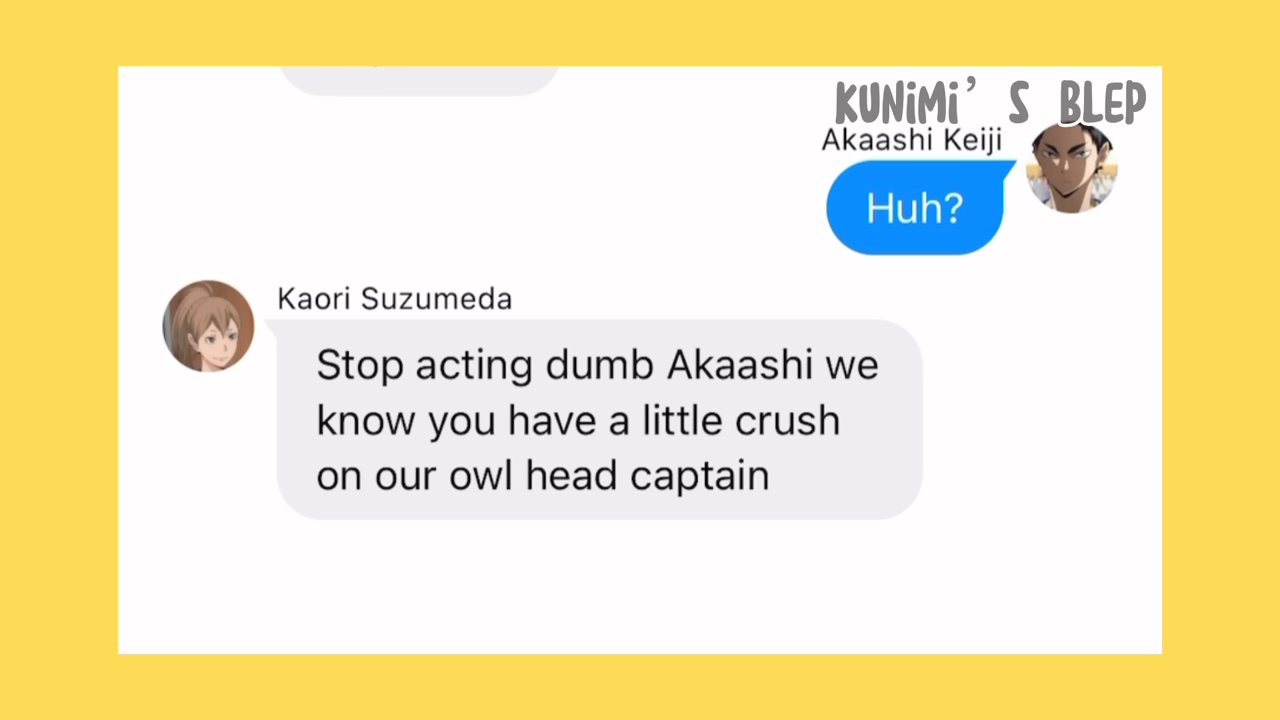 KUNiMi'S BLEP
Akaashi Keiji
Huh?
Kaori Suzumeda
Stop acting dumb Akaashi we
know you have a little crush
on our owl head captain